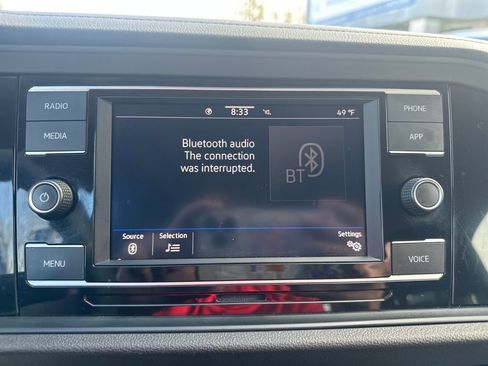 RADIO
MEDIA
MENU
PHONE
APP
VOICE
8:33
49 °F
Bluetooth audio
The connection
was interrupted.
BT
Source
Selection
Settings